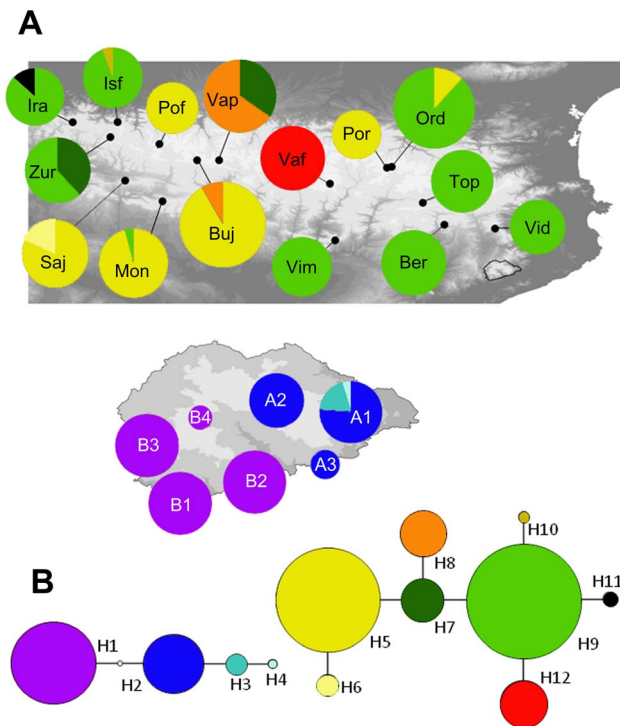 A
Ira
Isf
Pof
Vap
Vaf
Por
Ord
Zur
Top
Saj
Mon
Buj
Vim
Ber
Vid
A2
A1
B4
B3
A3
B2
B1
B
H10
H8
H11
H1
H7
H5
H9
H2
H3
H4
H6
H12